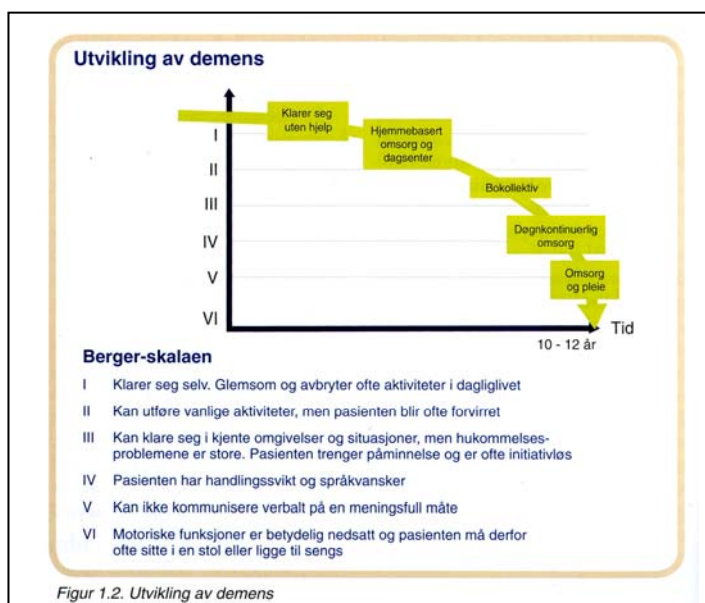 Utvikling av demens
Klarer seg
uten hjelp
Hjemmebasert
omsorg og
dagsenter
Bokollektiv
Døgnkontinuerlig
omsorg
Omsorg
og pleie
I
II
III
IV
V
VI
Tid
10 - 12 år
Berger-skalaen
I Klarer seg selv. Glemsom og avbryter ofte aktiviteter i dagliglivet
II Kan utføre vanlige aktiviteter, men pasienten blir ofte forvirret
III Kan klare seg i kjente omgivelser og situasjoner, men hukommelses-
problemene er store. Pasienten trenger påminnelse og er ofte initiativløs
IV Pasienten har handlingssvikt og språkvansker
V Kan ikke kommunisere verbalt på en meningsfull måte
VI Motoriske funksjoner er betydelig nedsatt og pasienten må derfor
ofte sitte i en stol eller ligge til sengs
Figur 1.2. Utvikling av demens